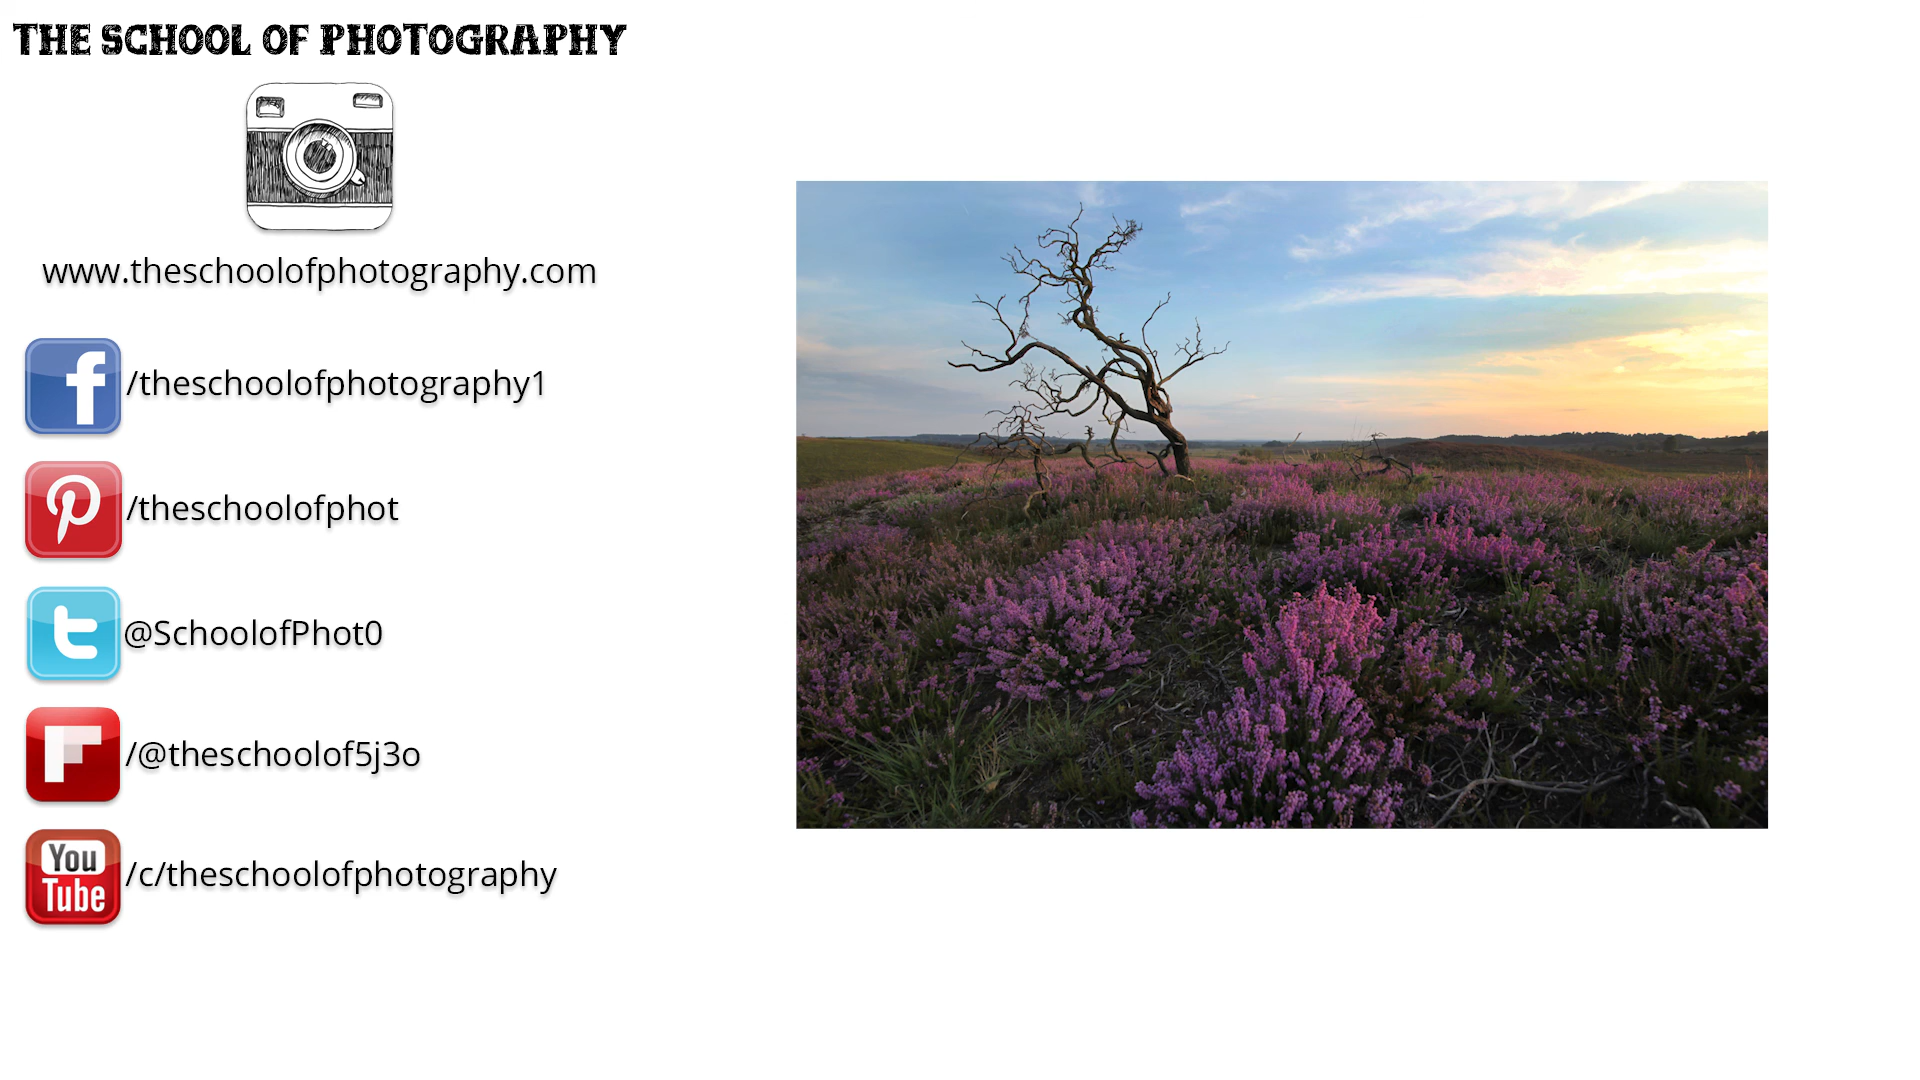 THE SCHOOL OF PHOTOGRAPHY
www.theschoolofphotography.com
/theschoolofphotography1
/theschoolofphot
@SchoolofPhot0
/@theschoolof5j3o
You
Tube
/c/theschoolofphotography